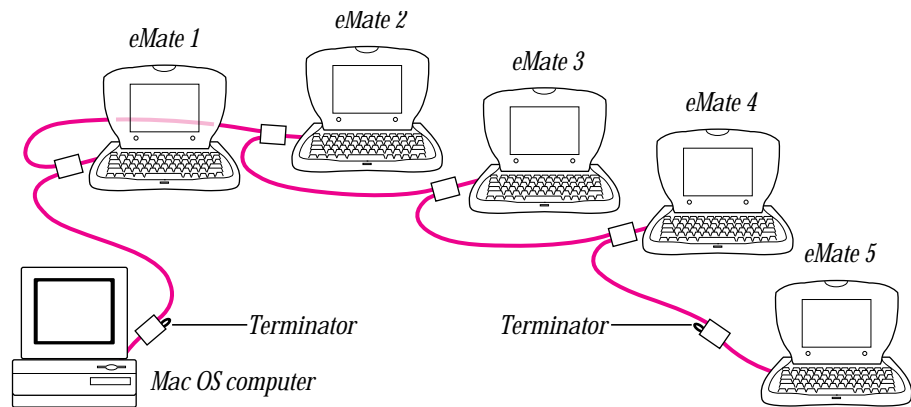 eMate 1
eMate 2
eMate 3
eMate 4
eMate 5
Terminator
Terminator
Mac OS computer